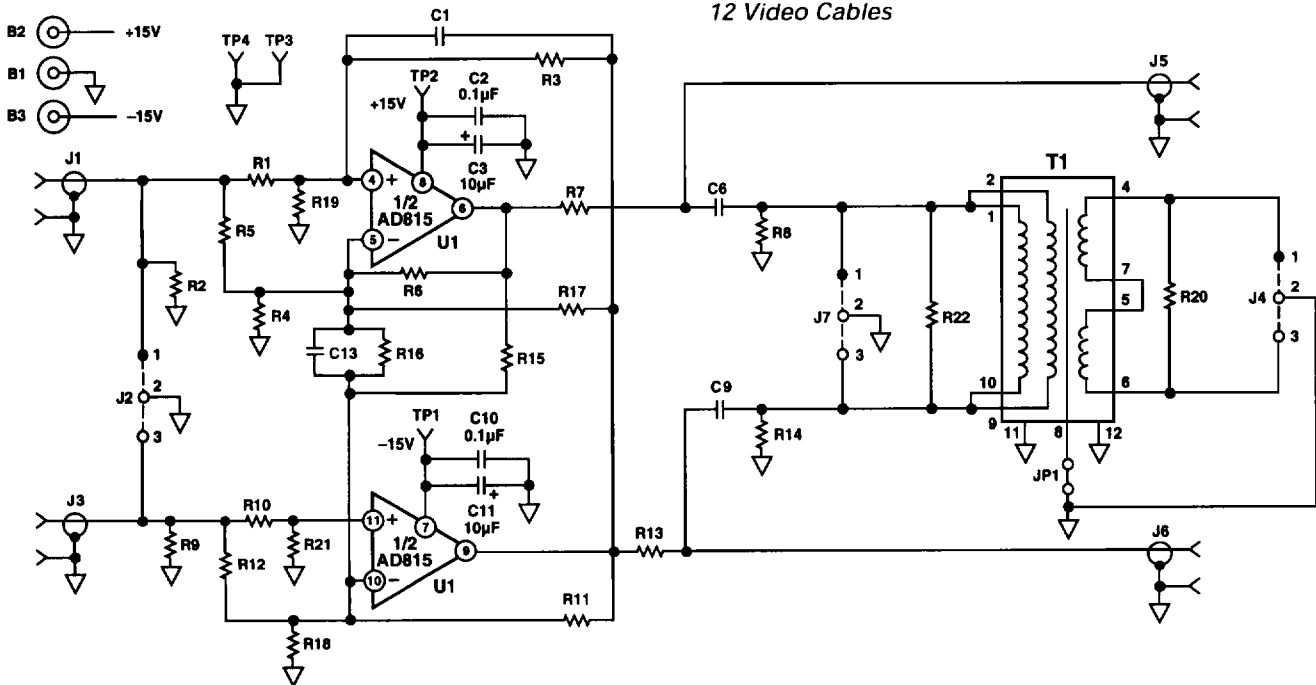 12 Video Cables
B2 +15V
B1
B3 –15V
TP4 TP3
C1
R3
TP2
C2
0.1µF
+15V
+
C3
10µF
J1
R1
R19
4 +
8
1/2
AD815
6
5 –
U1
R7
R5
R2
R4
R6
R17
C13
R16
R15
1
J2
2
3
J5
C6
R8
1
J7
2
3
R22
C9
R14
T1
2
1
10
9
11
8
12
4
7
5
6
R20
1
2
J4
3
JP1
TP1
–15V
C10
0.1µF
+
C11
10µF
J3
R10
R9
R12
R21
11 +
7
1/2
AD815
9
10 –
U1
R13
R11
R18
J6